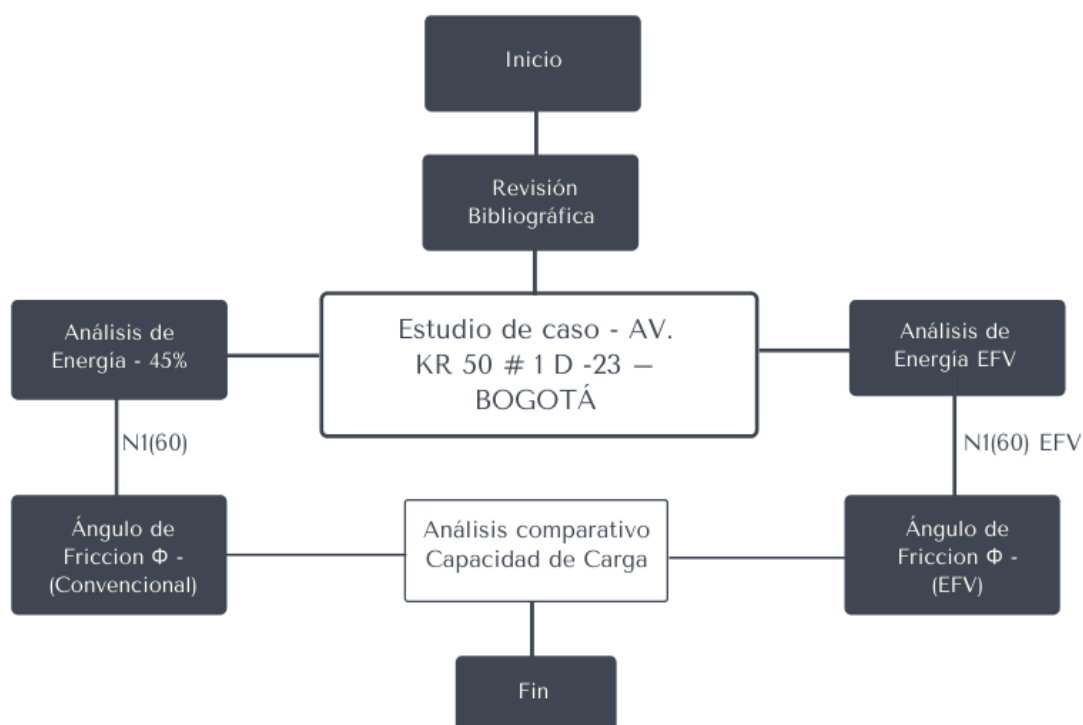 Inicio
Revisión
Bibliográfica
Estudio de caso - AV.
KR 50 # 1 D -23 –
BOGOTÁ
Análisis de
Energía - 45%
Análisis de
Energía EFV
N1(60)
N1(60) EFV
Ángulo de
Friccion Φ -
(Convencional)
Análisis comparativo
Capacidad de Carga
Ángulo de
Friccion Φ -
(EFV)
Fin